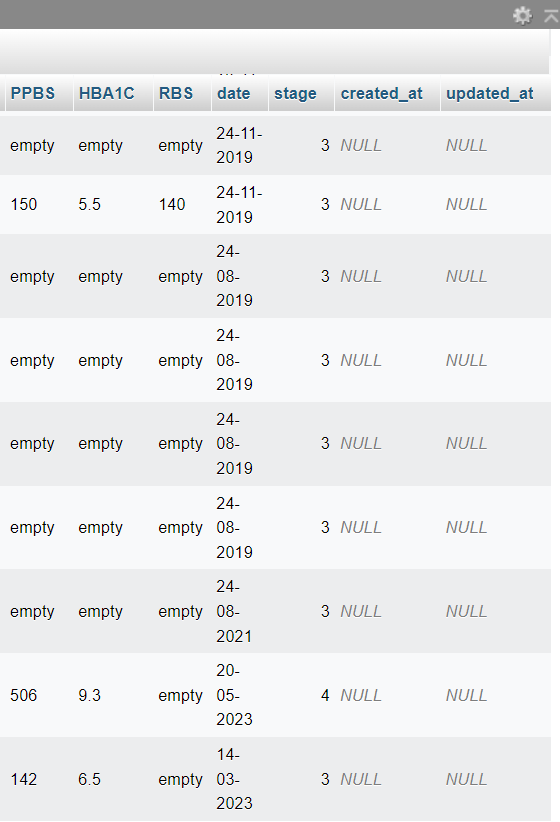 PPBS HBA1C RBS date stage created_at updated_at
empty empty empty 24-11-
2019 3 NULL NULL
150 5.5 140 24-11-
2019 3 NULL NULL
empty empty empty 24-
08-
2019 3 NULL NULL
empty empty empty 24-
08-
2019 3 NULL NULL
empty empty empty 24-
08-
2019 3 NULL NULL
empty empty empty 24-
08-
2019 3 NULL NULL
empty empty empty 24-
08-
2021 3 NULL NULL
506 9.3 empty 20-
05-
2023 4 NULL NULL
142 6.5 empty 14-
03-
2023 3 NULL NULL